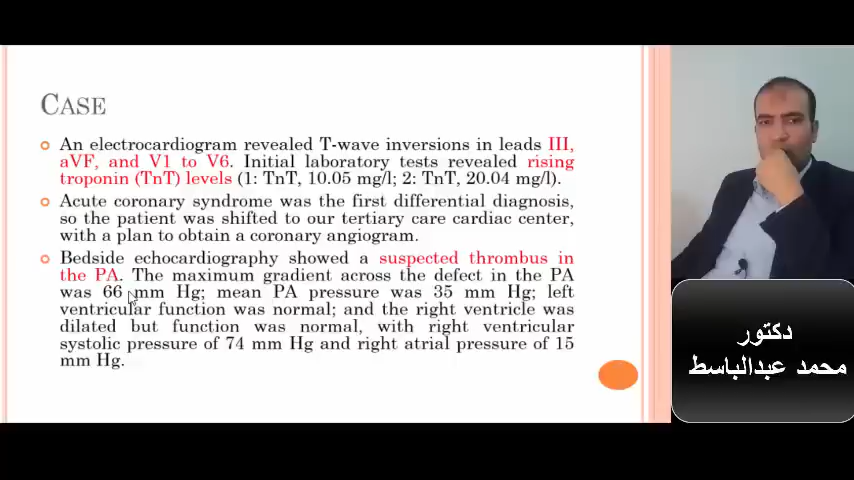 CASE
An electrocardiogram revealed T-wave inversions in leads III,
aVF, and V1 to V6. Initial laboratory tests revealed rising
troponin (TnT) levels (1: TnT, 10.05 mg/l; 2: TnT, 20.04 mg/l).
Acute coronary syndrome was the first differential diagnosis,
so the patient was shifted to our tertiary care cardiac center,
with a plan to obtain a coronary angiogram.
Bedside echocardiography showed a suspected thrombus in
the PA. The maximum gradient across the defect in the PA
was 66 mm Hg; mean PA pressure was 35 mm Hg; left
ventricular function was normal; and the right ventricle was
dilated but function was normal, with right ventricular
systolic pressure of 74 mm Hg and right atrial pressure of 15
mm Hg.
دكتور
محمد عبدالباسط